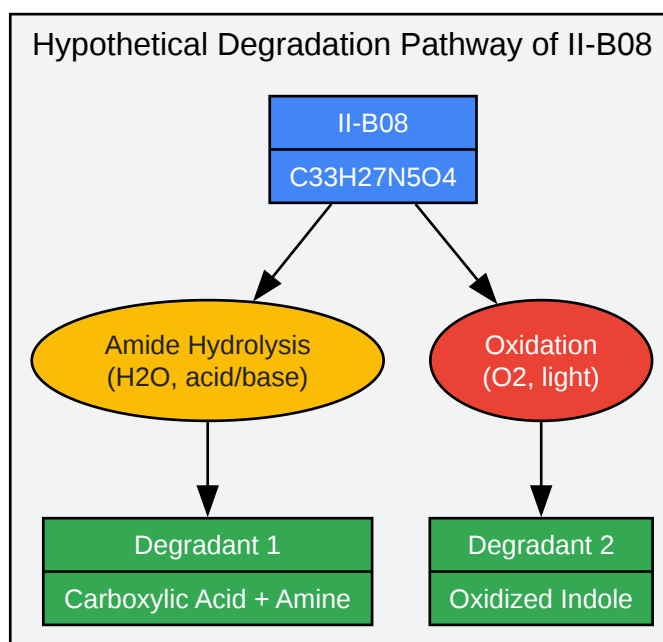 Hypothetical Degradation Pathway of II-B08
II-B08
C33H27N5O4
Amide Hydrolysis
(H2O, acid/base)
Oxidation
(O2, light)
Degradant 1
Carboxylic Acid + Amine
Degradant 2
Oxidized Indole